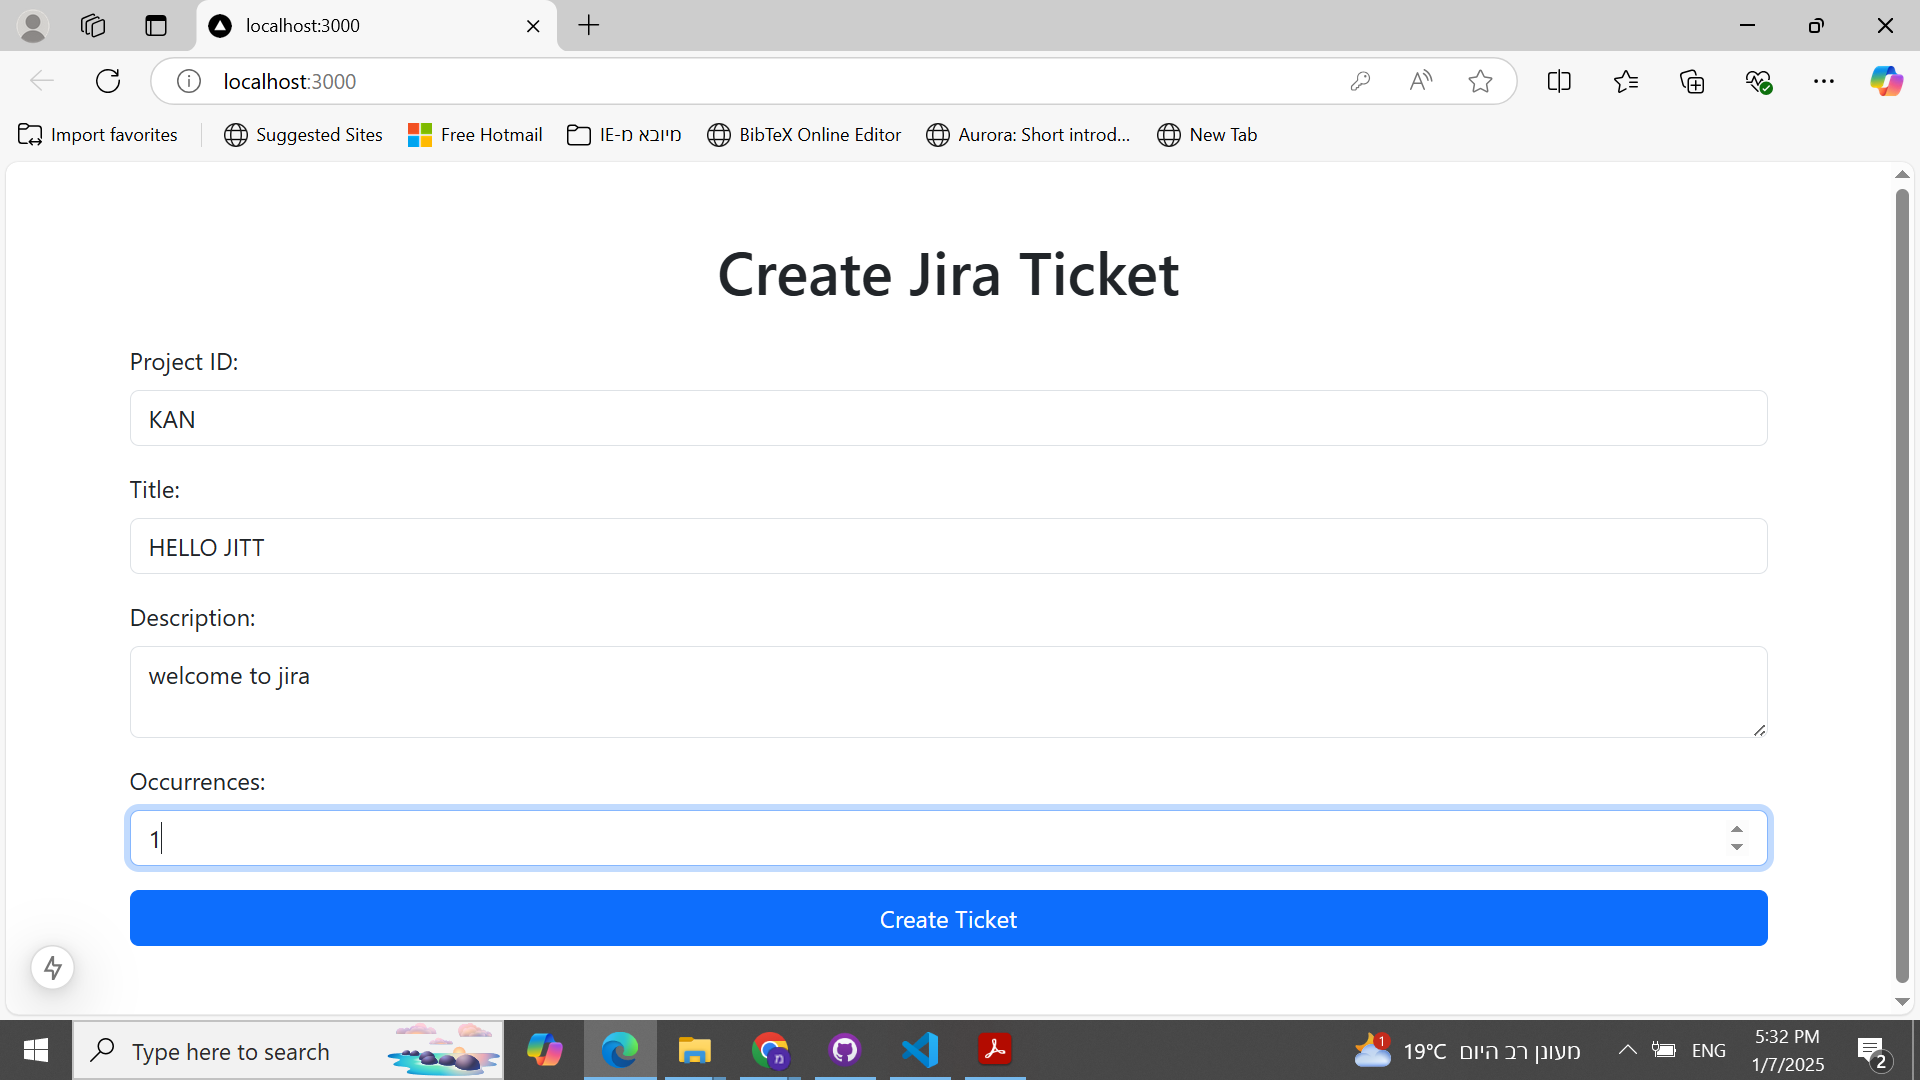 localhost:3000
localhost:3000
Import favorites
Suggested Sites
Free Hotmail
מיובא מ-IE
BibTeX Online Editor
Aurora: Short introd...
New Tab
Create Jira Ticket
Project ID:
KAN
Title:
HELLO JITT
Description:
welcome to jira
Occurrences:
1
Create Ticket
Type here to search
מ
1
19°C מעונן רב היום
ENG
5:32 PM
1/7/2025
2